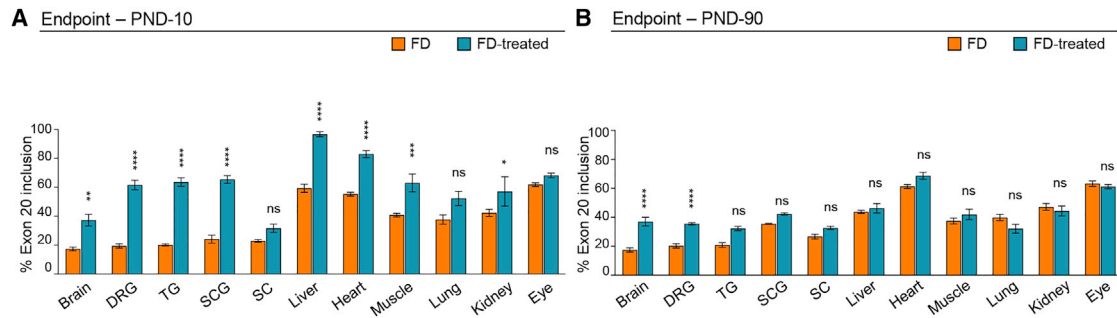 A Endpoint – PND-10
FD FD-treated
% Exon 20 inclusion
100
80
60
40
20
0
** **** **** **** ns **** **** *** ns * ns
Brain DRG TG SCG SC Liver Heart Muscle Lung Kidney Eye
B Endpoint – PND-90
FD FD-treated
% Exon 20 inclusion
100
80
60
40
20
0
**** **** ns ns ns ns ns ns ns ns ns
Brain DRG TG SCG SC Liver Heart Muscle Lung Kidney Eye